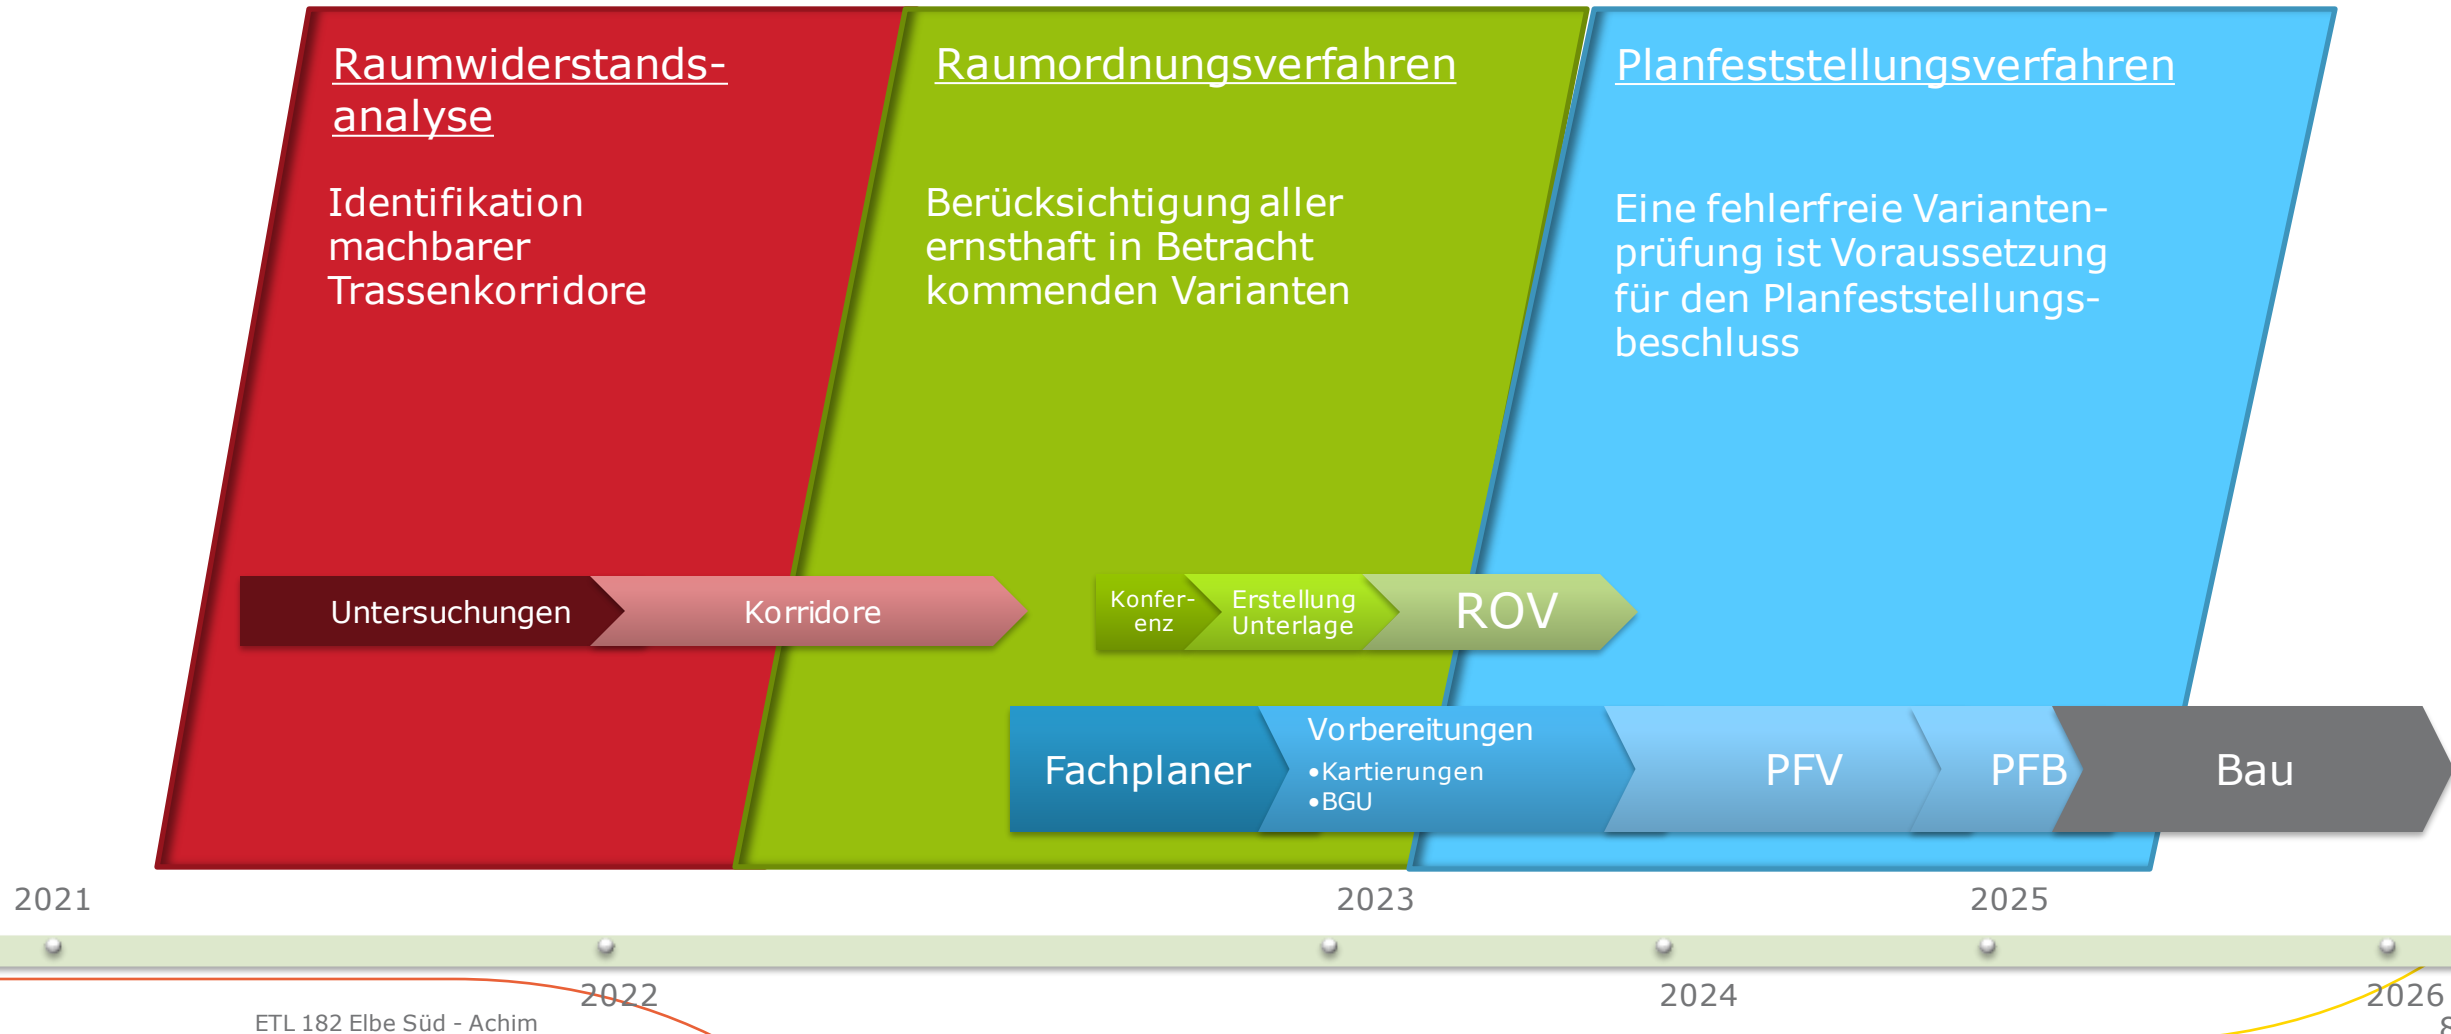 Raumwiderstands-
analyse
Identifikation
machbarer
Trassenkorridore
Raumordnungsverfahren
Berücksichtigung aller
ernsthaft in Betracht
kommenden Varianten
Planfeststellungsverfahren
Eine fehlerfreie Varianten-
prüfung ist Voraussetzung
für den Planfeststellungs-
beschluss
Untersuchungen
Korridore
Konfer-
enz
Erstellung
Unterlage
ROV
Fachplaner
Vorbereitungen
•Kartierungen
•BGU
PFV
PFB
Bau
2021
2023
2025
2022
2024
2026
ETL 182 Elbe Süd - Achim